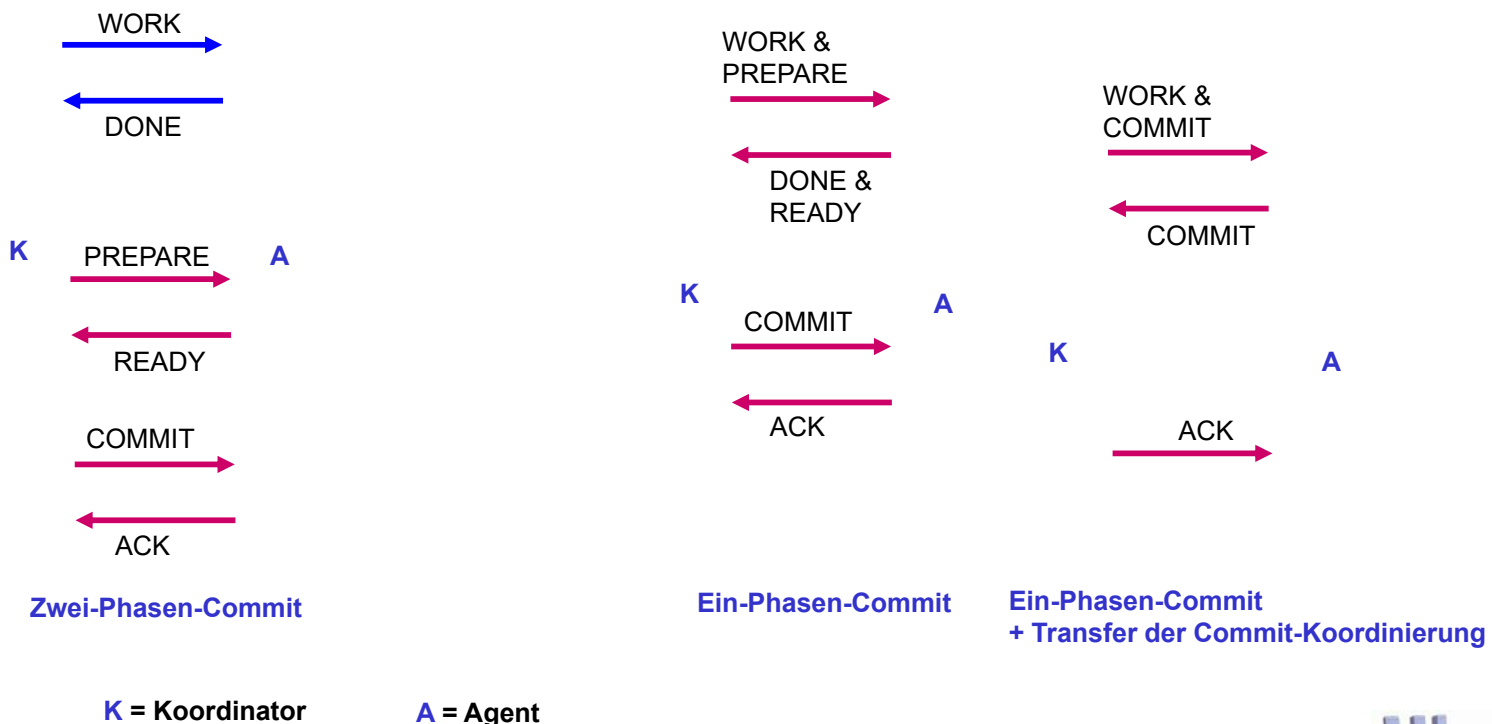 WORK
DONE
K
PREPARE
A
READY
COMMIT
ACK
Zwei-Phasen-Commit
WORK &
PREPARE
DONE &
READY
K
A
COMMIT
ACK
Ein-Phasen-Commit
WORK &
COMMIT
COMMIT
K
A
ACK
Ein-Phasen-Commit
+ Transfer der Commit-Koordinierung
K = Koordinator
A = Agent